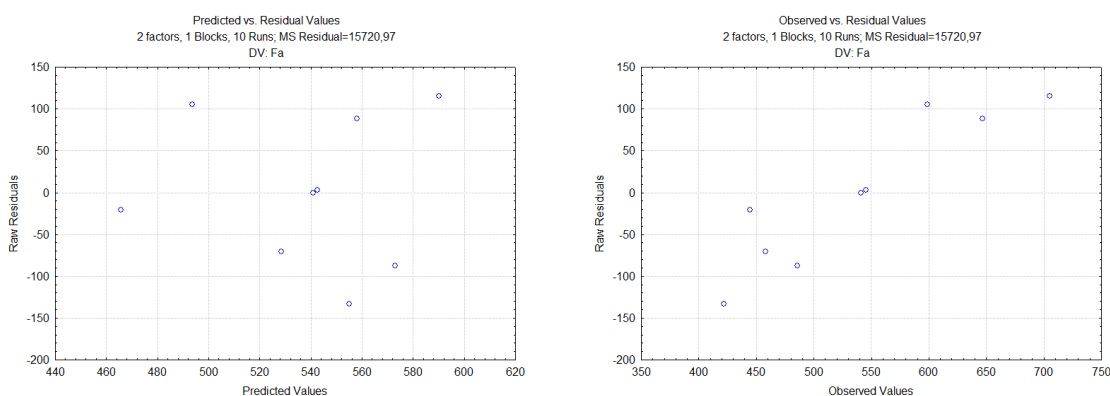 Predicted vs. Residual Values
2 factors, 1 Blocks, 10 Runs; MS Residual=15720,97
DV: Fa
150
100
50
0
-50
-100
-150
-200
Raw Residuals
440 460 480 500 520 540 560 580 600 620
Predicted Values
Observed vs. Residual Values
2 factors, 1 Blocks, 10 Runs; MS Residual=15720,97
DV: Fa
150
100
50
0
-50
-100
-150
-200
Raw Residuals
350 400 450 500 550 600 650 700 750
Observed Values